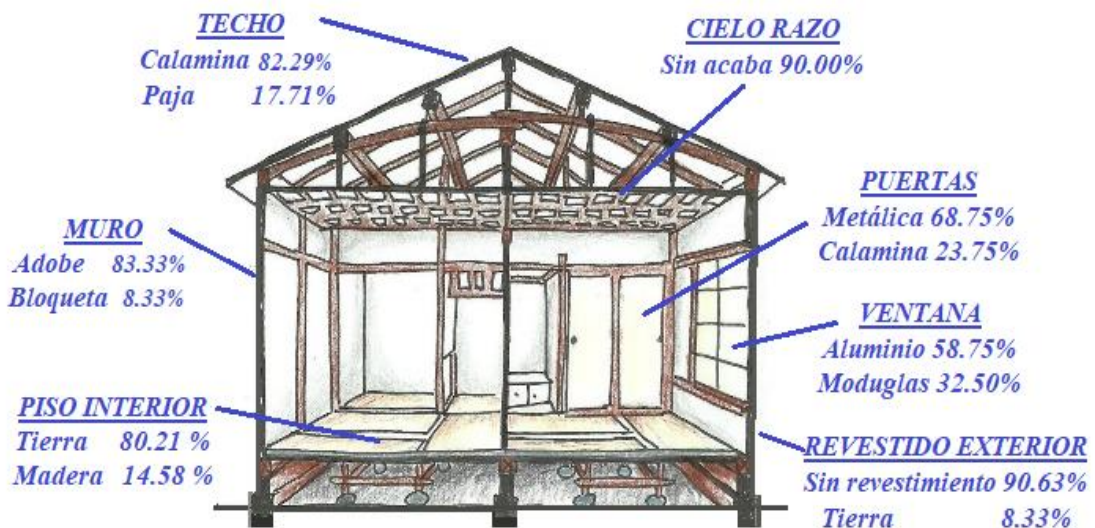 TECHO
Calamina 82.29%
Paja 17.71%
CIELO RAZO
Sin acaba 90.00%
MURO
Adobe 83.33%
Bloqueta 8.33%
PUERTAS
Metálica 68.75%
Calamina 23.75%
VENTANA
Aluminio 58.75%
Moduglas 32.50%
PISO INTERIOR
Tierra 80.21 %
Madera 14.58 %
REVESTIDO EXTERIOR
Sin revestimiento 90.63%
Tierra 8.33%